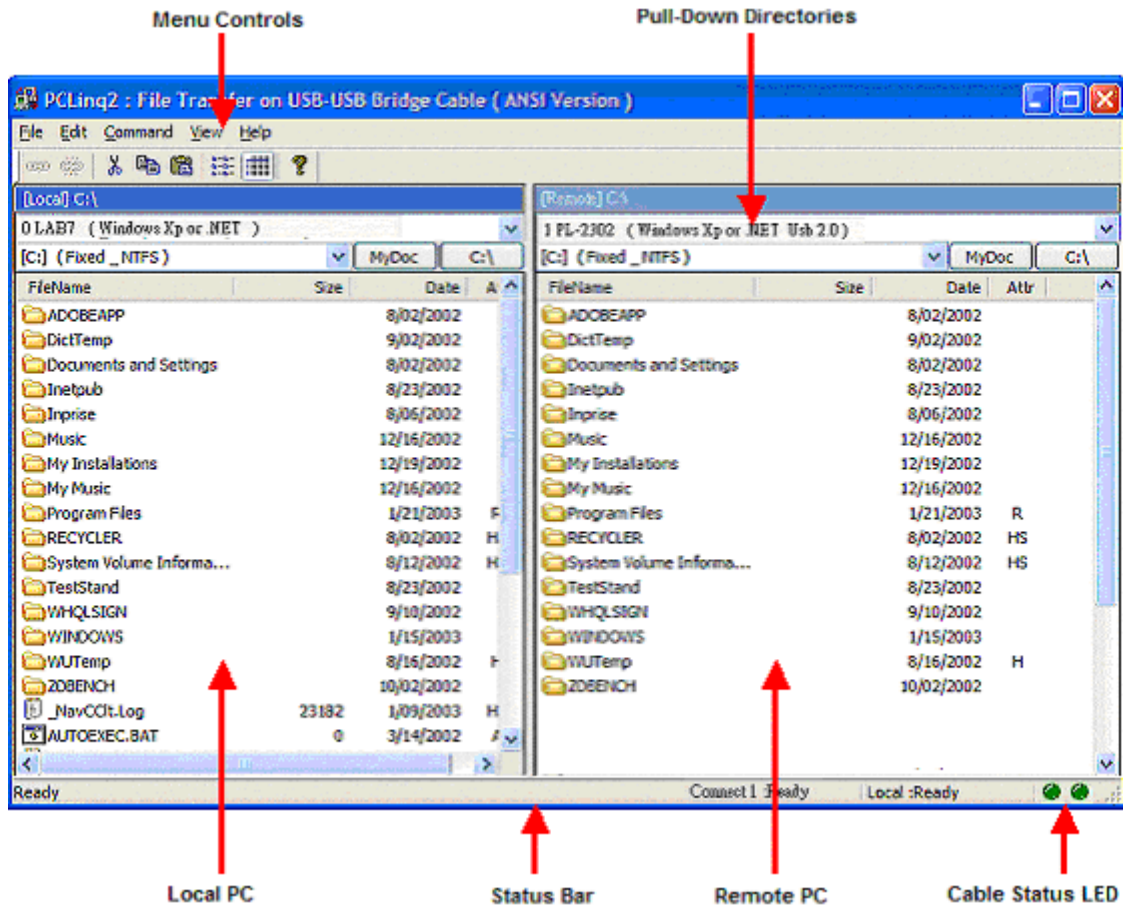 Menu Controls
Pull-Down Directories
PCLinq2 : File Transfer on USB-USB Bridge Cable ( ANSI Version )
File Edit Command View Help
[Local] C:\
[Remote] C:\
0 LAB7 ( Windows Xp or .NET )
1 PL-2302 ( Windows Xp or .NET Usb 2.0 )
[C:] (Fixed _NTFS) MyDoc C:\
[C:] (Fixed _NTFS) MyDoc C:\
FileName Size Date A
ADOBEAPP 8/02/2002
DictTemp 9/02/2002
Documents and Settings 8/02/2002
Inetpub 8/23/2002
Inprise 8/06/2002
Music 12/16/2002
My Installations 12/19/2002
My Music 12/16/2002
Program Files 1/21/2003
RECYCLER 8/02/2002 H
System Volume Informa... 8/12/2002 H
TestStand 8/23/2002
WHQLSIGN 9/10/2002
WINDOWS 1/15/2003
WUTemp 8/16/2002
ZDBENCH 10/02/2002
_NavCClt.Log 23182 1/09/2003 H
AUTOEXEC.BAT 0 3/14/2002 A
FileName Size Date Attr
ADOBEAPP 8/02/2002
DictTemp 9/02/2002
Documents and Settings 8/02/2002
Inetpub 8/23/2002
Inprise 8/06/2002
Music 12/16/2002
My Installations 12/19/2002
My Music 12/16/2002
Program Files 1/21/2003 R
RECYCLER 8/02/2002 HS
System Volume Informa... 8/12/2002 HS
TestStand 8/23/2002
WHQLSIGN 9/10/2002
WINDOWS 1/15/2003
WUTemp 8/16/2002 H
ZDBENCH 10/02/2002
Ready Connect 1 :Ready Local :Ready
Local PC
Status Bar
Remote PC
Cable Status LED